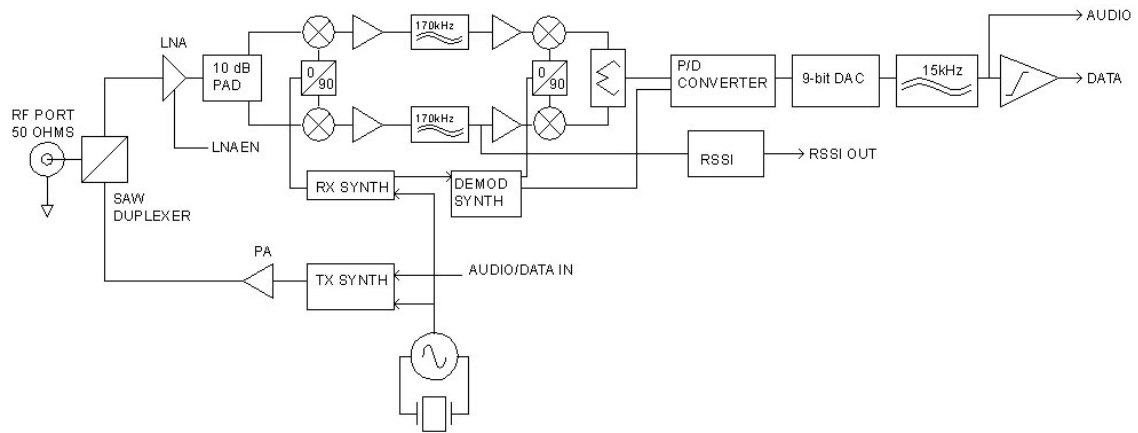 AUDIO
LNA
170kHz
10 dB
PAD
0
90
0
90
P/D
CONVERTER
9-bit DAC
15kHz
DATA
RF PORT
50 OHMS
170kHz
LNAEN
RSSI
RSSI OUT
RX SYNTH
DEMOD
SYNTH
SAW
DUPLEXER
PA
TX SYNTH
AUDIO/DATA IN